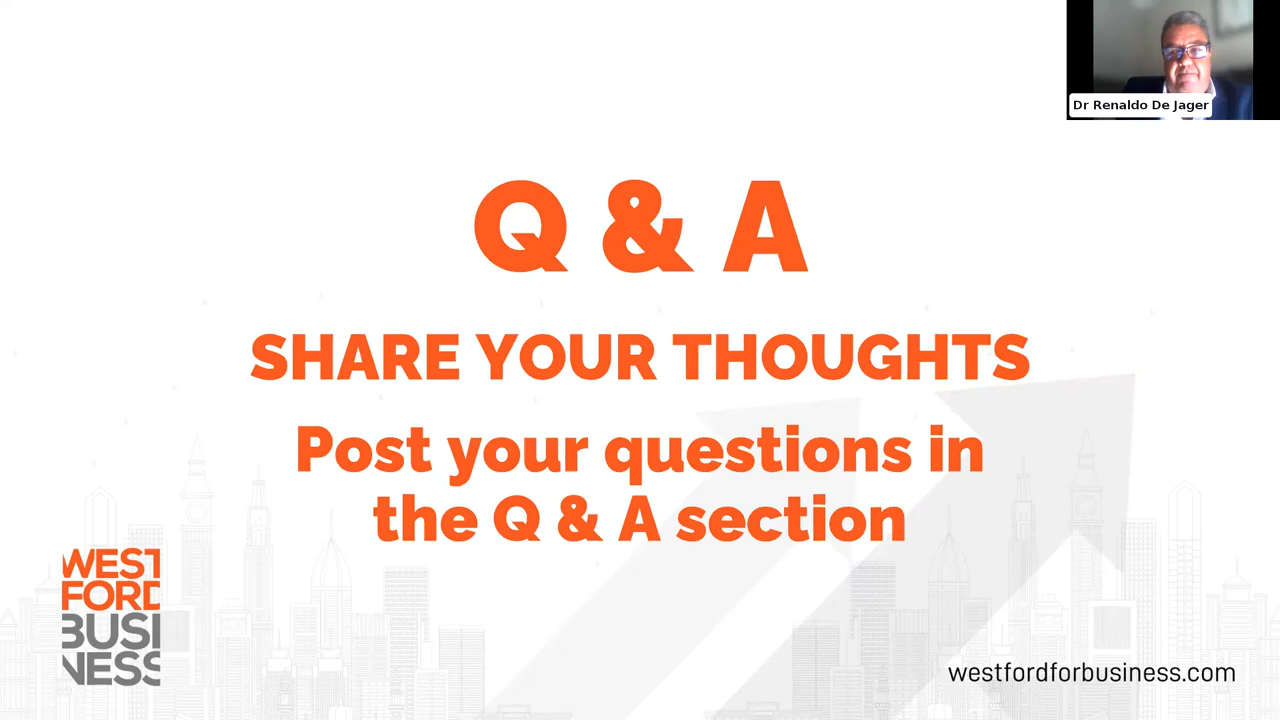 Dr Renaldo De Jager
Q & A
SHARE YOUR THOUGHTS
Post your questions in
the Q & A section
WEST
FORD
BUSI
NESS
westfordforbusiness.com